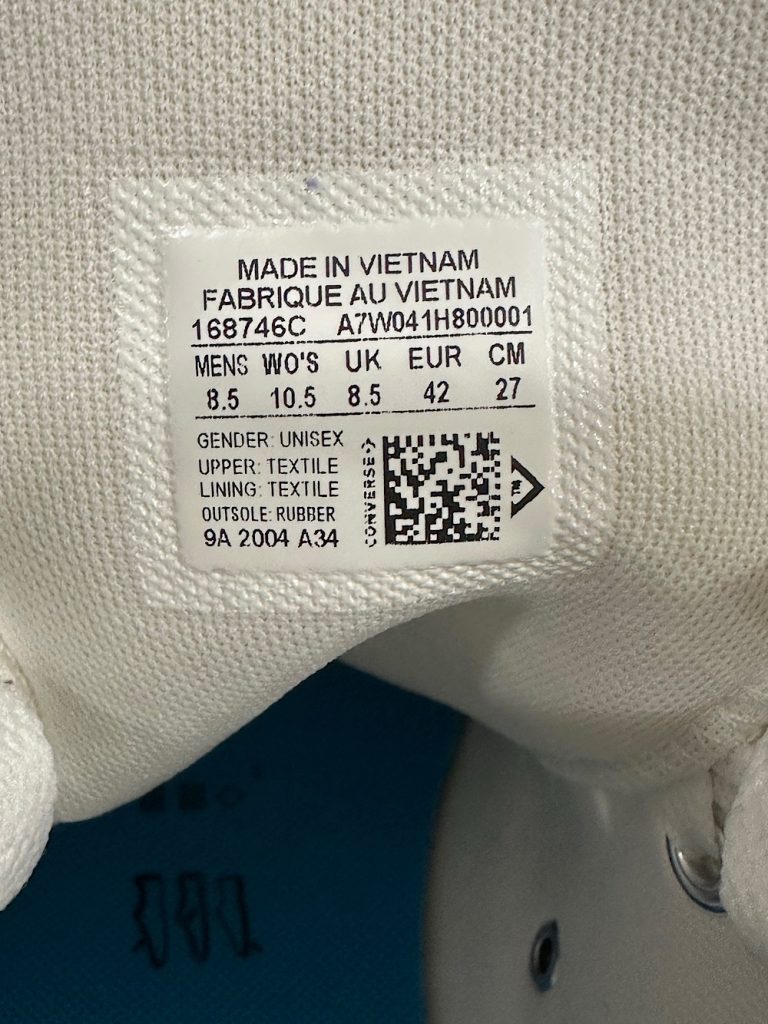 MADE IN VIETNAM
FABRIQUE AU VIETNAM
168746C A7W041H800001
MENS WO'S UK EUR CM
8.5 10.5 8.5 42 27
GENDER: UNISEX
UPPER: TEXTILE
LINING: TEXTILE
OUTSOLE: RUBBER
9A 2004 A34
CONVERSE
TM